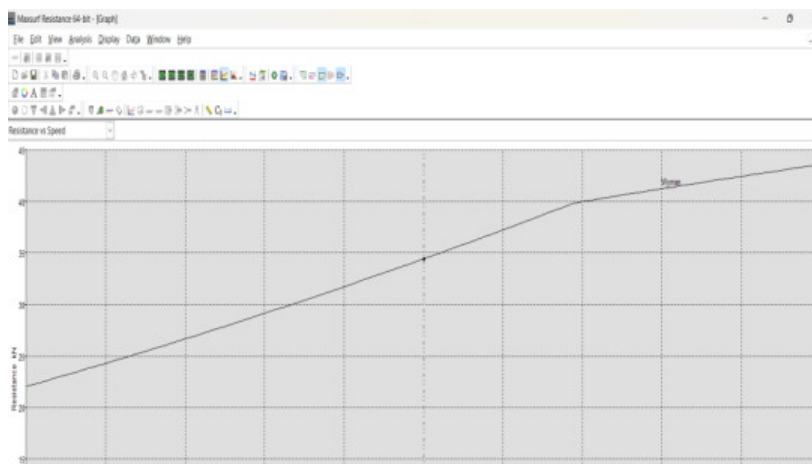 Maxsurf Resistance 64-bit - [Graph]
File Edit View Analysis Display Data Window Help
Resistance vs Speed
45
40
35
30
25
20
15
Resistance kN